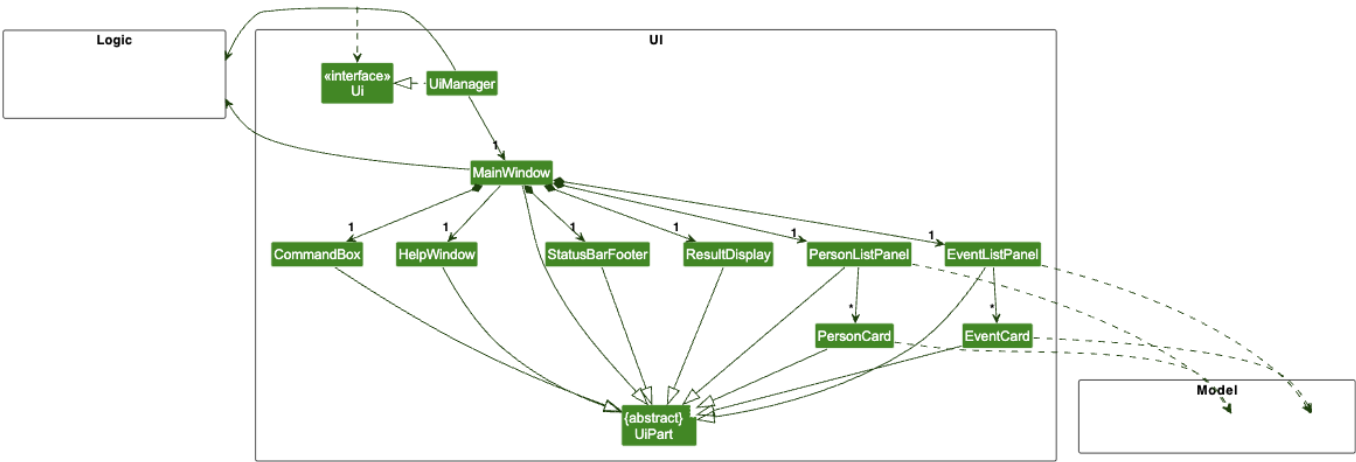 Logic
UI
«interface»
Ui
UiManager
1
MainWindow
1
1
1
1
1
1
CommandBox
HelpWindow
StatusBarFooter
ResultDisplay
PersonListPanel
EventListPanel
*
*
PersonCard
EventCard
Model
{abstract}
UiPart